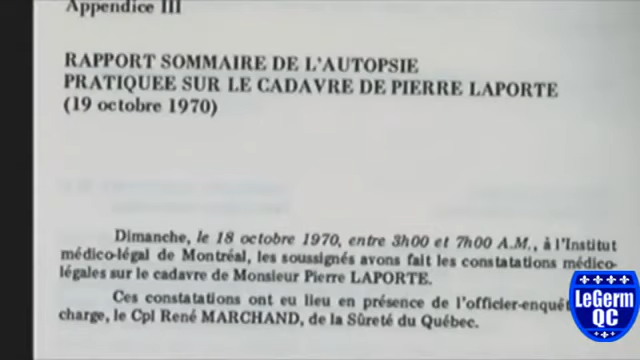 Appendice III
RAPPORT SOMMAIRE DE L'AUTOPSIE
PRATIQUEE SUR LE CADAVRE DE PIERRE LAPORTE
(19 octobre 1970)
Dimanche, le 18 octobre 1970, entre 3h00 et 7h00 A.M., à l'Institut
médico-légal de Montréal, les soussignés avons fait les constatations médico-
légales sur le cadavre de Monsieur Pierre LAPORTE.
Ces constatations ont eu lieu en présence de l'officier-enquêt
charge, le Cpl René MARCHAND, de la Sûreté du Québec.
LeGerm
QC